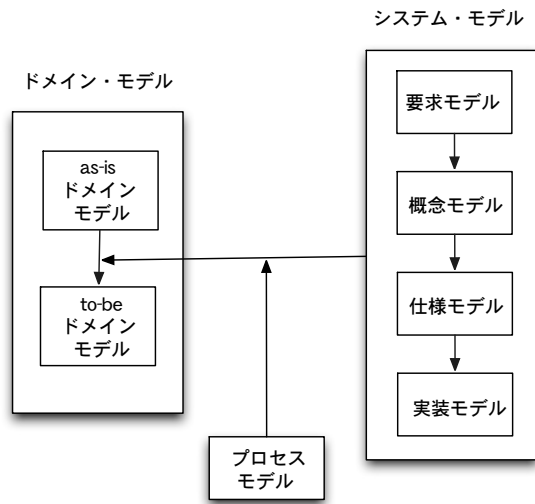 システム・モデル
ドメイン・モデル
要求モデル
as-is
ドメイン
モデル
概念モデル
to-be
ドメイン
モデル
仕様モデル
実装モデル
プロセス
モデル